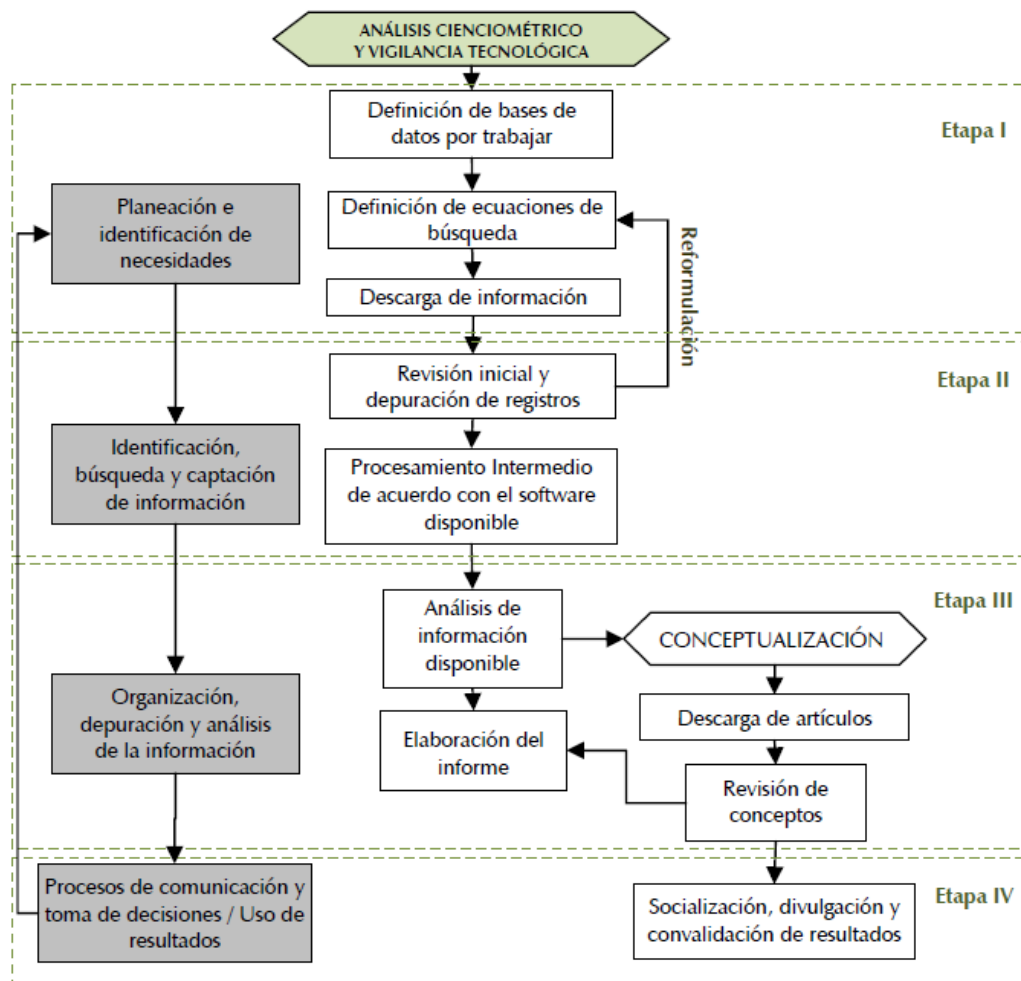 ANÁLISIS CIENCIOMÉTRICO
Y VIGILANCIA TECNOLÓGICA
Definición de bases de
datos por trabajar
Etapa I
Planeación e
identificación de
necesidades
Definición de ecuaciones de
búsqueda
Reformulación
Descarga de información
Revisión inicial y
depuración de registros
Etapa II
Identificación,
búsqueda y captación
de información
Procesamiento Intermedio
de acuerdo con el software
disponible
Etapa III
Análisis de
información
disponible
CONCEPTUALIZACIÓN
Organización,
depuración y análisis
de la información
Descarga de artículos
Elaboración del
informe
Revisión de
conceptos
Procesos de comunicación y
toma de decisiones / Uso de
resultados
Etapa IV
Socialización, divulgación y
convalidación de resultados